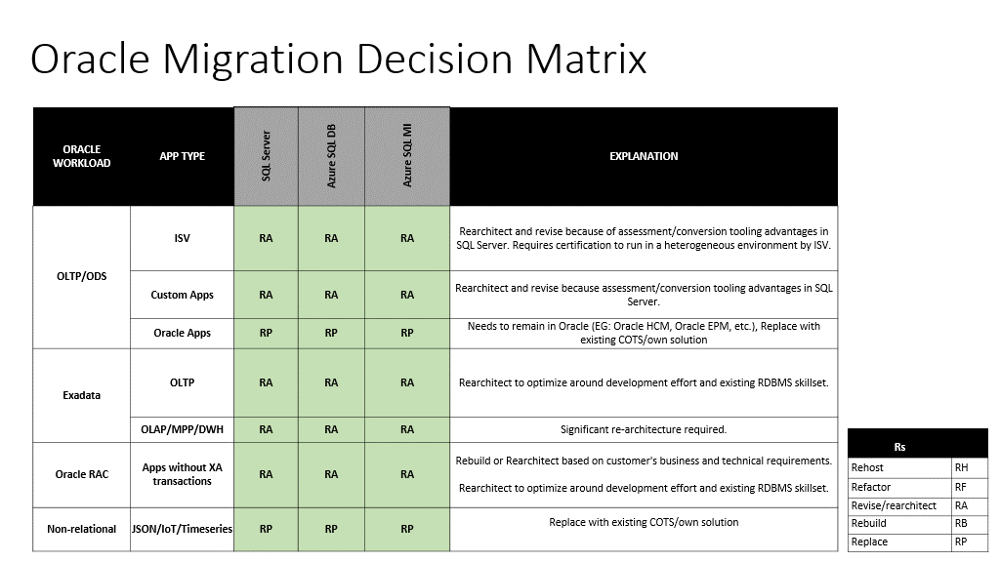 Oracle Migration Decision Matrix
ORACLE
WORKLOAD
APP TYPE
SQL Server
Azure SQL DB
Azure SQL MI
EXPLANATION
OLTP/ODS
ISV
RA
RA
RA
Rearchitect and revise because of assessment/conversion tooling advantages in
SQL Server. Requires certification to run in a heterogeneous environment by ISV.
Custom Apps
RA
RA
RA
Rearchitect and revise because assessment/conversion tooling advantages in SQL
Server.
Oracle Apps
RP
RP
RP
Needs to remain in Oracle (EG: Oracle HCM, Oracle EPM, etc.), Replace with
existing COTS/own solution
Exadata
OLTP
RA
RA
RA
Rearchitect to optimize around development effort and existing RDBMS skillset.
OLAP/MPP/DWH
RA
RA
RA
Significant re-architecture required.
Oracle RAC
Apps without XA
transactions
RA
RA
RA
Rebuild or Rearchitect based on customer's business and technical requirements.
Rearchitect to optimize around development effort and existing RDBMS skillset.
Non-relational
JSON/IoT/Timeseries
RP
RP
RP
Replace with existing COTS/own solution
Rs
Rehost
RH
Refactor
RF
Revise/rearchitect
RA
Rebuild
RB
Replace
RP